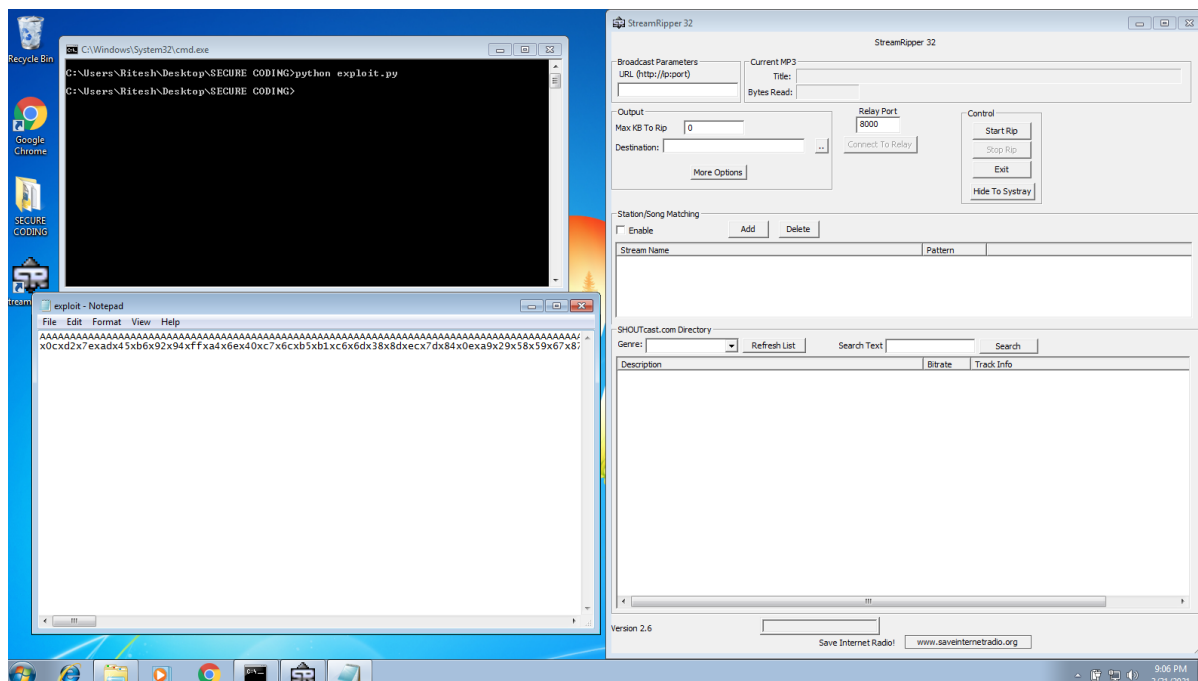 Recycle Bin
Google Chrome
SECURE CODING
C:\Windows\System32\cmd.exe
C:\Users\Ritesh\Desktop\SECURE CODING>python exploit.py
C:\Users\Ritesh\Desktop\SECURE CODING>
exploit - Notepad
File Edit Format View Help
x0cxd2x7exadx45xb6x92x94xffxa4x6ex40xc7x6cxb5xb1xc6x6dx38x8dxecx7dx84x0exa9x29x58x59x67x87
StreamRipper 32
StreamRipper 32
Broadcast Parameters
URL (http://ip:port)
Current MP3
Title:
Bytes Read:
Output
Max KB To Rip 0
Destination:
..
More Options
Relay Port
8000
Connect To Relay
Control
Start Rip
Stop Rip
Exit
Hide To Systray
Station/Song Matching
Enable Add Delete
Stream Name Pattern
SHOUTcast.com Directory
Genre: Refresh List Search Text Search
Description Bitrate Track Info
Version 2.6
Save Internet Radio! www.saveinternetradio.org
9:06 PM